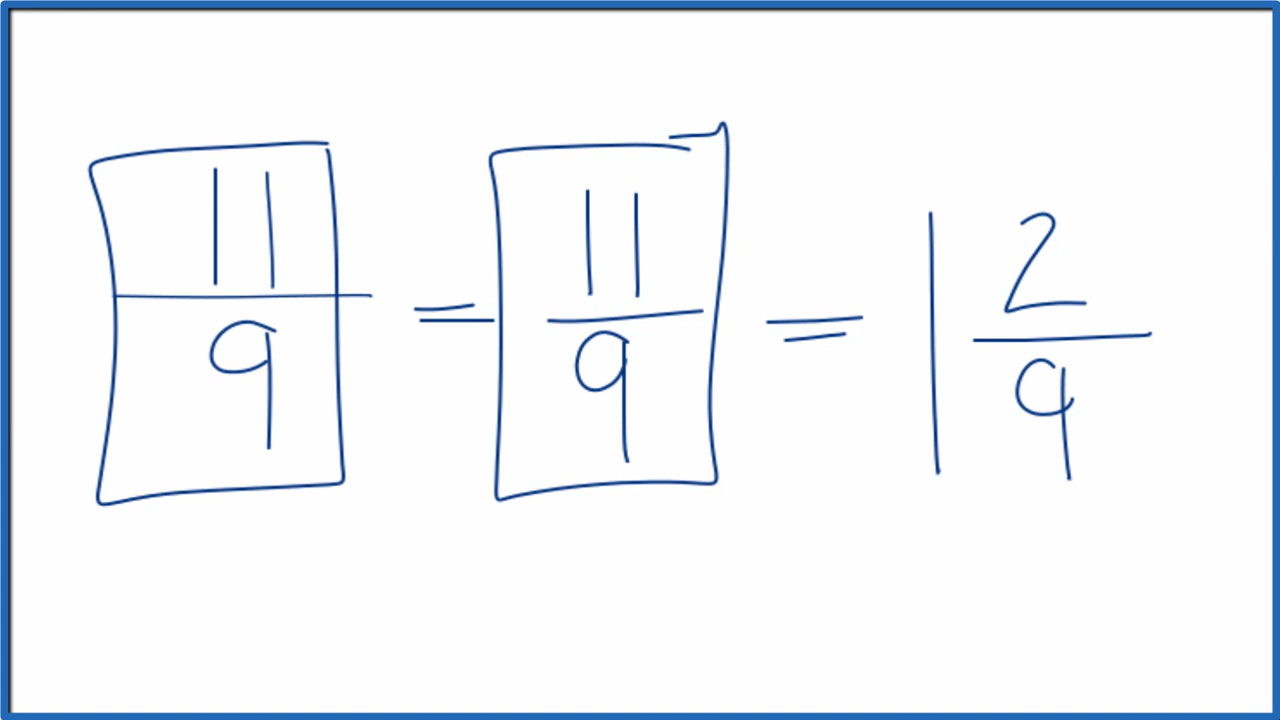 11/9 = 11/9 = 1 2/9